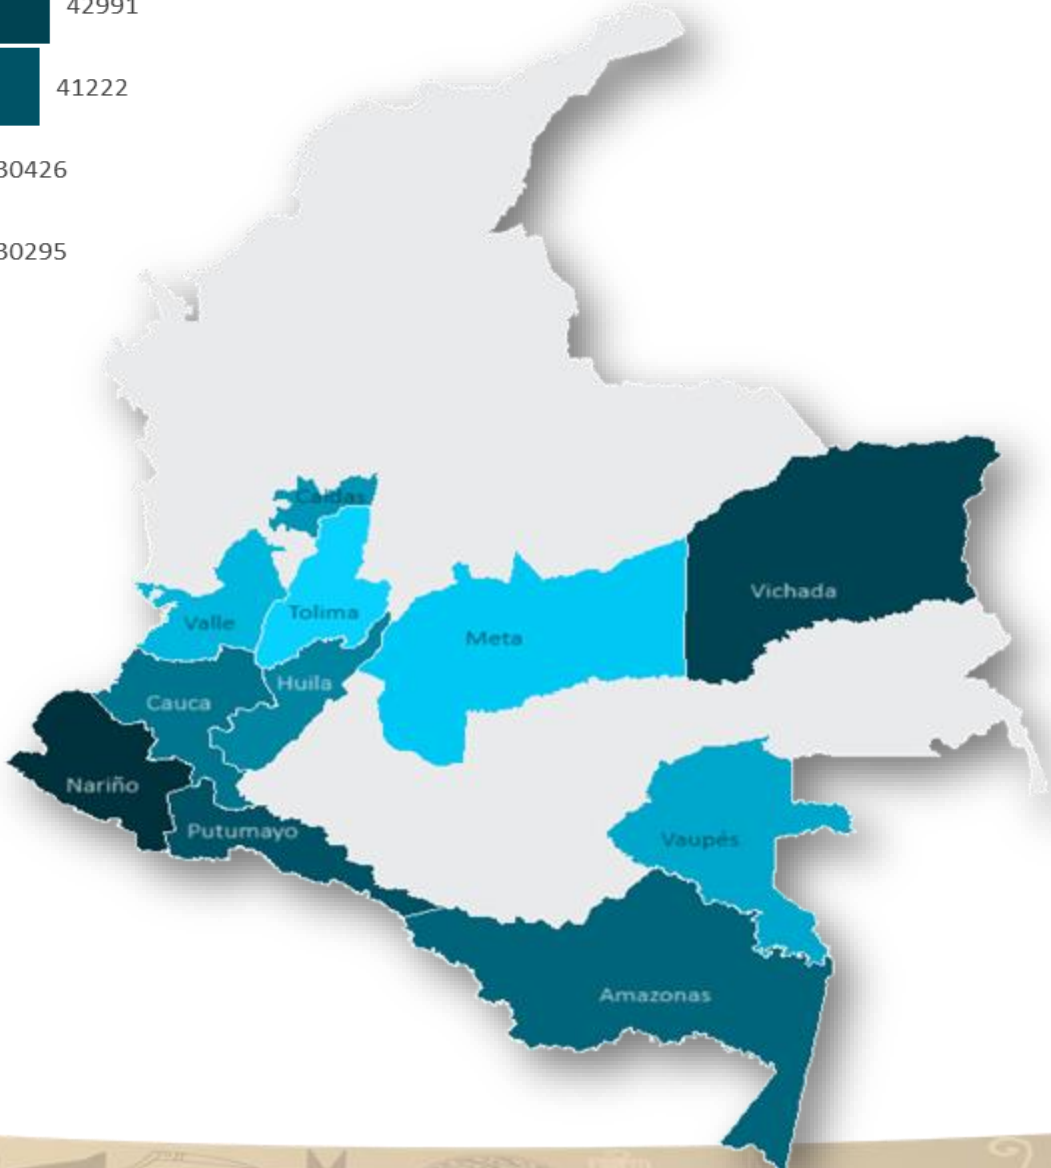 42991
41222
30426
30295
Caldas
Vichada
Valle
Tolima
Meta
Huila
Cauca
Nariño
Putumayo
Vaupés
Amazonas